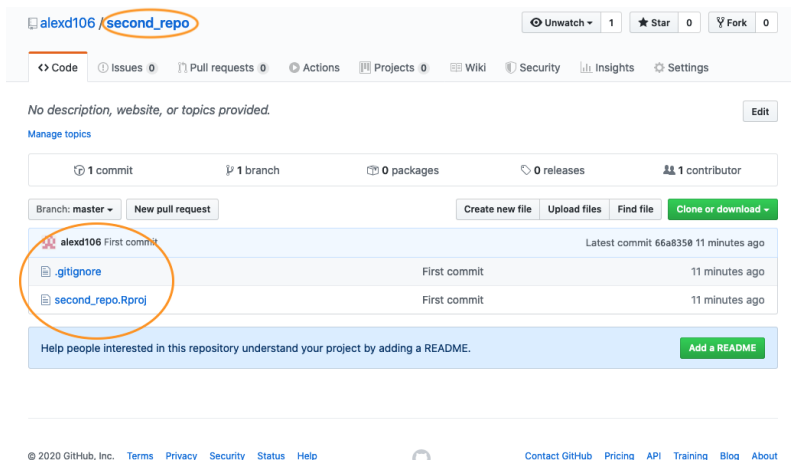 alexd106 / second_repo Unwatch 1 Star 0 Fork 0
Code Issues 0 Pull requests 0 Actions Projects 0 Wiki Security Insights Settings
No description, website, or topics provided. Edit
Manage topics
1 commit 1 branch 0 packages 0 releases 1 contributor
Branch: master New pull request Create new file Upload files Find file Clone or download
alexd106 First commit Latest commit 66a8350 11 minutes ago
.gitignore First commit 11 minutes ago
second_repo.Rproj First commit 11 minutes ago
Help people interested in this repository understand your project by adding a README. Add a README
© 2020 GitHub, Inc. Terms Privacy Security Status Help Contact GitHub Pricing API Training Blog About